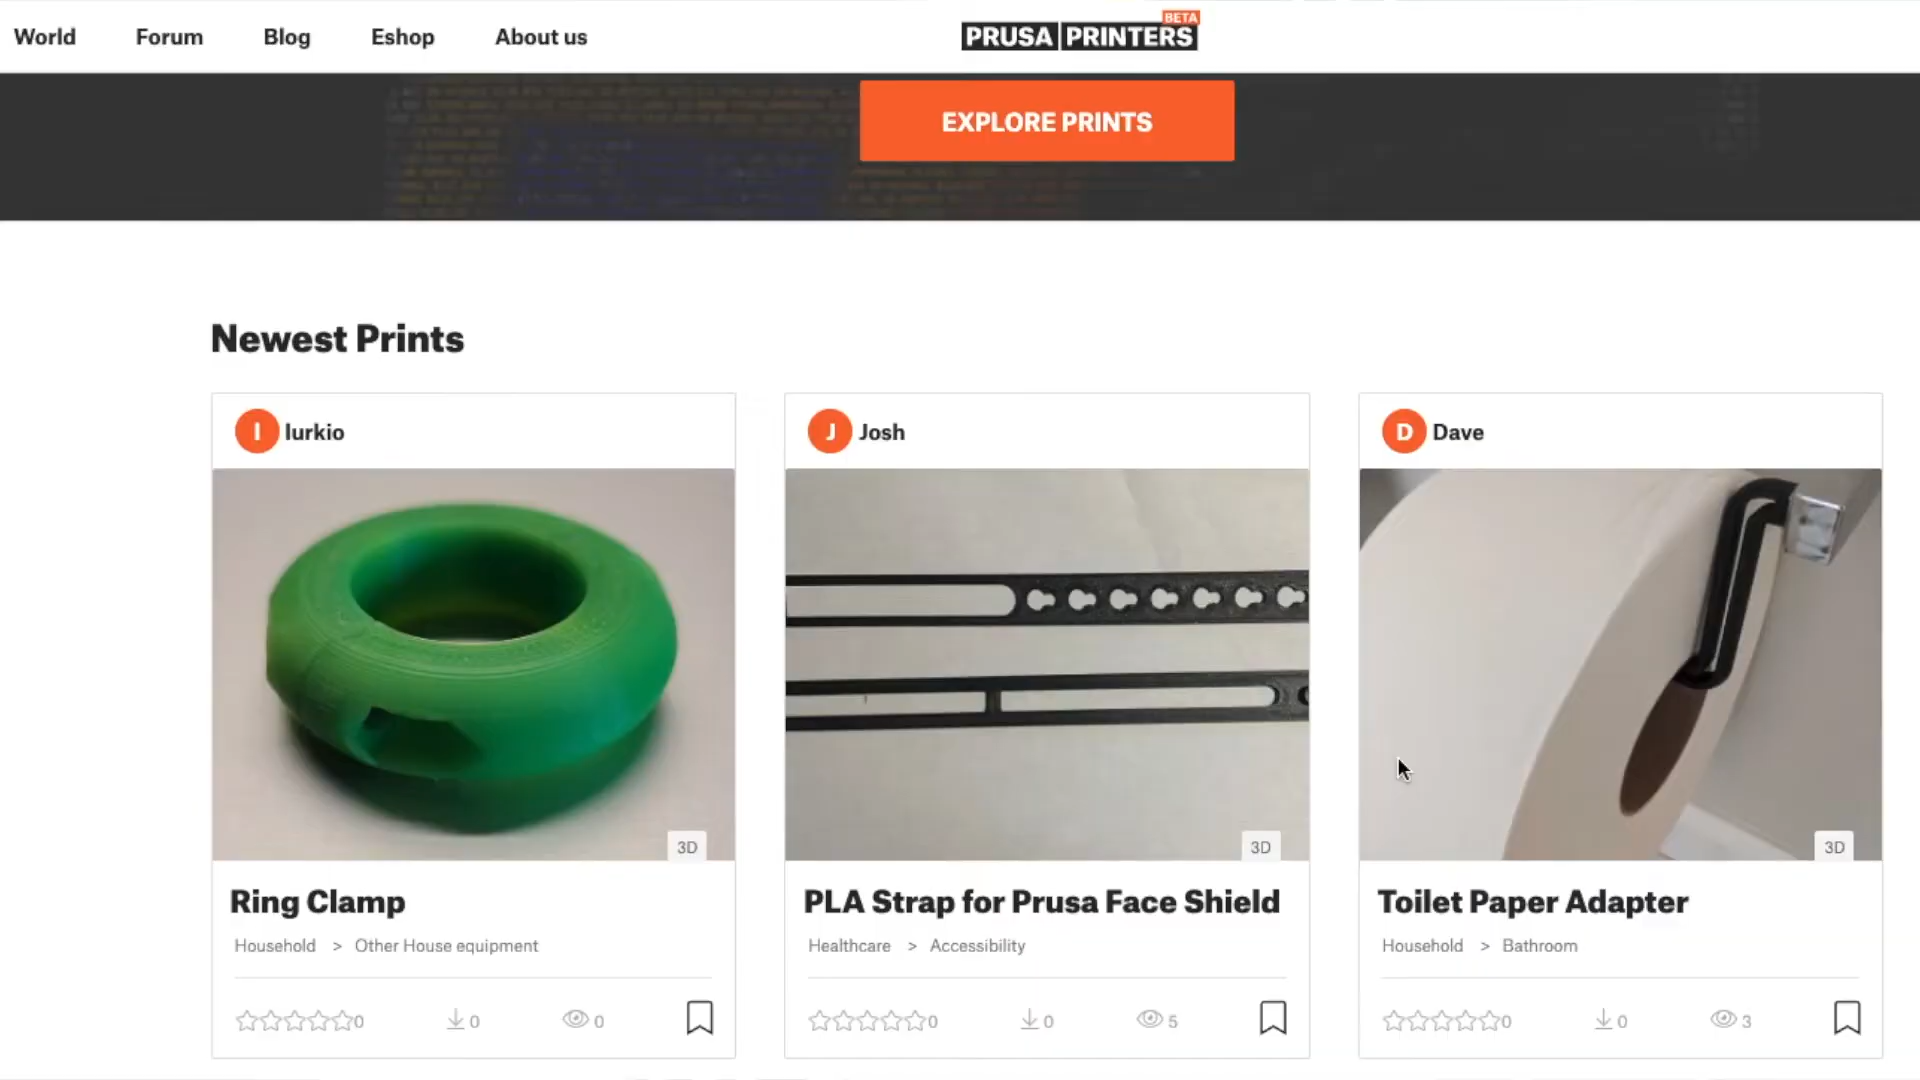 World Forum Blog Eshop About us PRUSA PRINTERS BETA
EXPLORE PRINTS
Newest Prints
I lurkio
J Josh
D Dave
3D
3D
3D
Ring Clamp
Household > Other House equipment
0 0 0
PLA Strap for Prusa Face Shield
Healthcare > Accessibility
0 0 5
Toilet Paper Adapter
Household > Bathroom
0 0 3